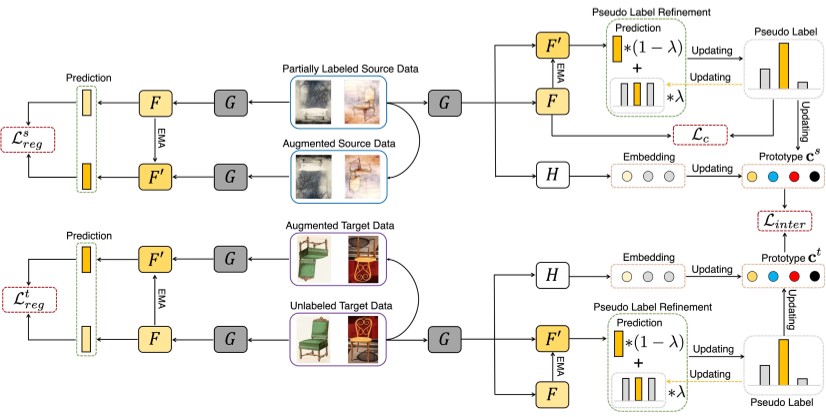 Pseudo Label Refinement
Prediction
*(1 − λ)
+
*λ
Updating
Updating
Pseudo Label
F′
EMA
F
Updating
Partially Labeled Source Data
Prediction
F
G
G
L^s_reg
EMA
L_c
Augmented Source Data
F′
G
H
Embedding
Updating
Prototype c^s
Augmented Target Data
L_inter
Prediction
F′
G
H
Embedding
Updating
Prototype c^t
L^t_reg
EMA
Unlabeled Target Data
F
G
G
Pseudo Label Refinement
Prediction
F′
*(1 − λ)
+
*λ
Updating
Updating
Updating
EMA
F
Pseudo Label